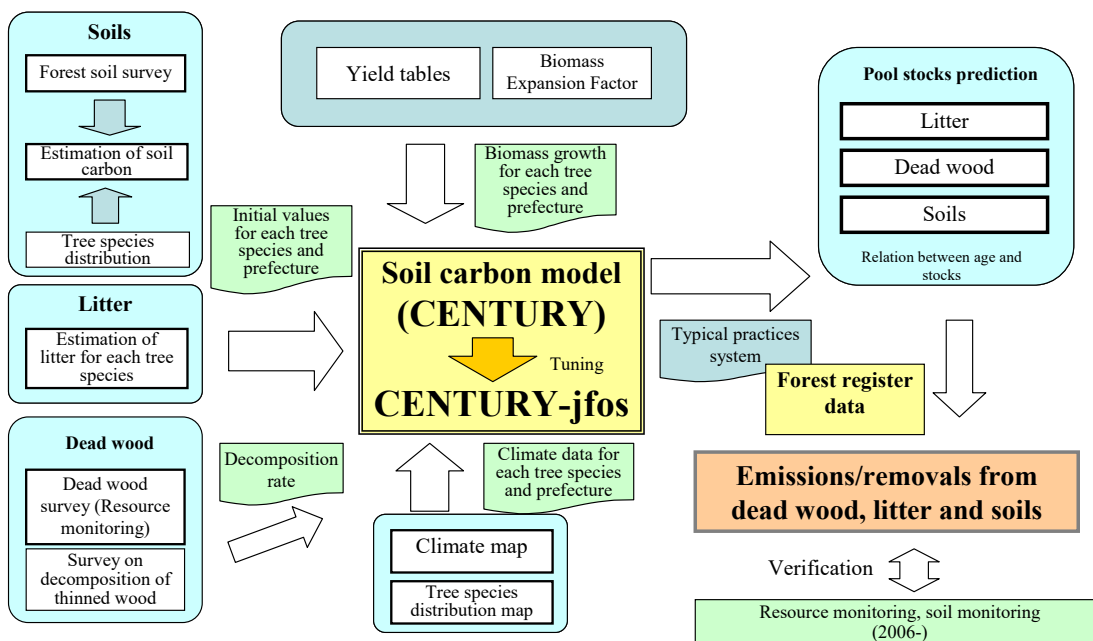 Soils
Forest soil survey
Estimation of soil
carbon
Tree species
distribution
Litter
Estimation of
litter for each tree
species
Dead wood
Dead wood
survey (Resource
monitoring)
Survey on
decomposition of
thinned wood
Yield tables
Biomass
Expansion Factor
Biomass growth
for each tree
species and
prefecture
Initial values
for each tree
species and
prefecture
Soil carbon model
(CENTURY)
Tuning
CENTURY-jfos
Decomposition
rate
Climate data for
each tree species
and prefecture
Climate map
Tree species
distribution map
Pool stocks prediction
Litter
Dead wood
Soils
Relation between age and
stocks
Typical practices
system
Forest register
data
Emissions/removals from
dead wood, litter and soils
Verification
Resource monitoring, soil monitoring
(2006-)